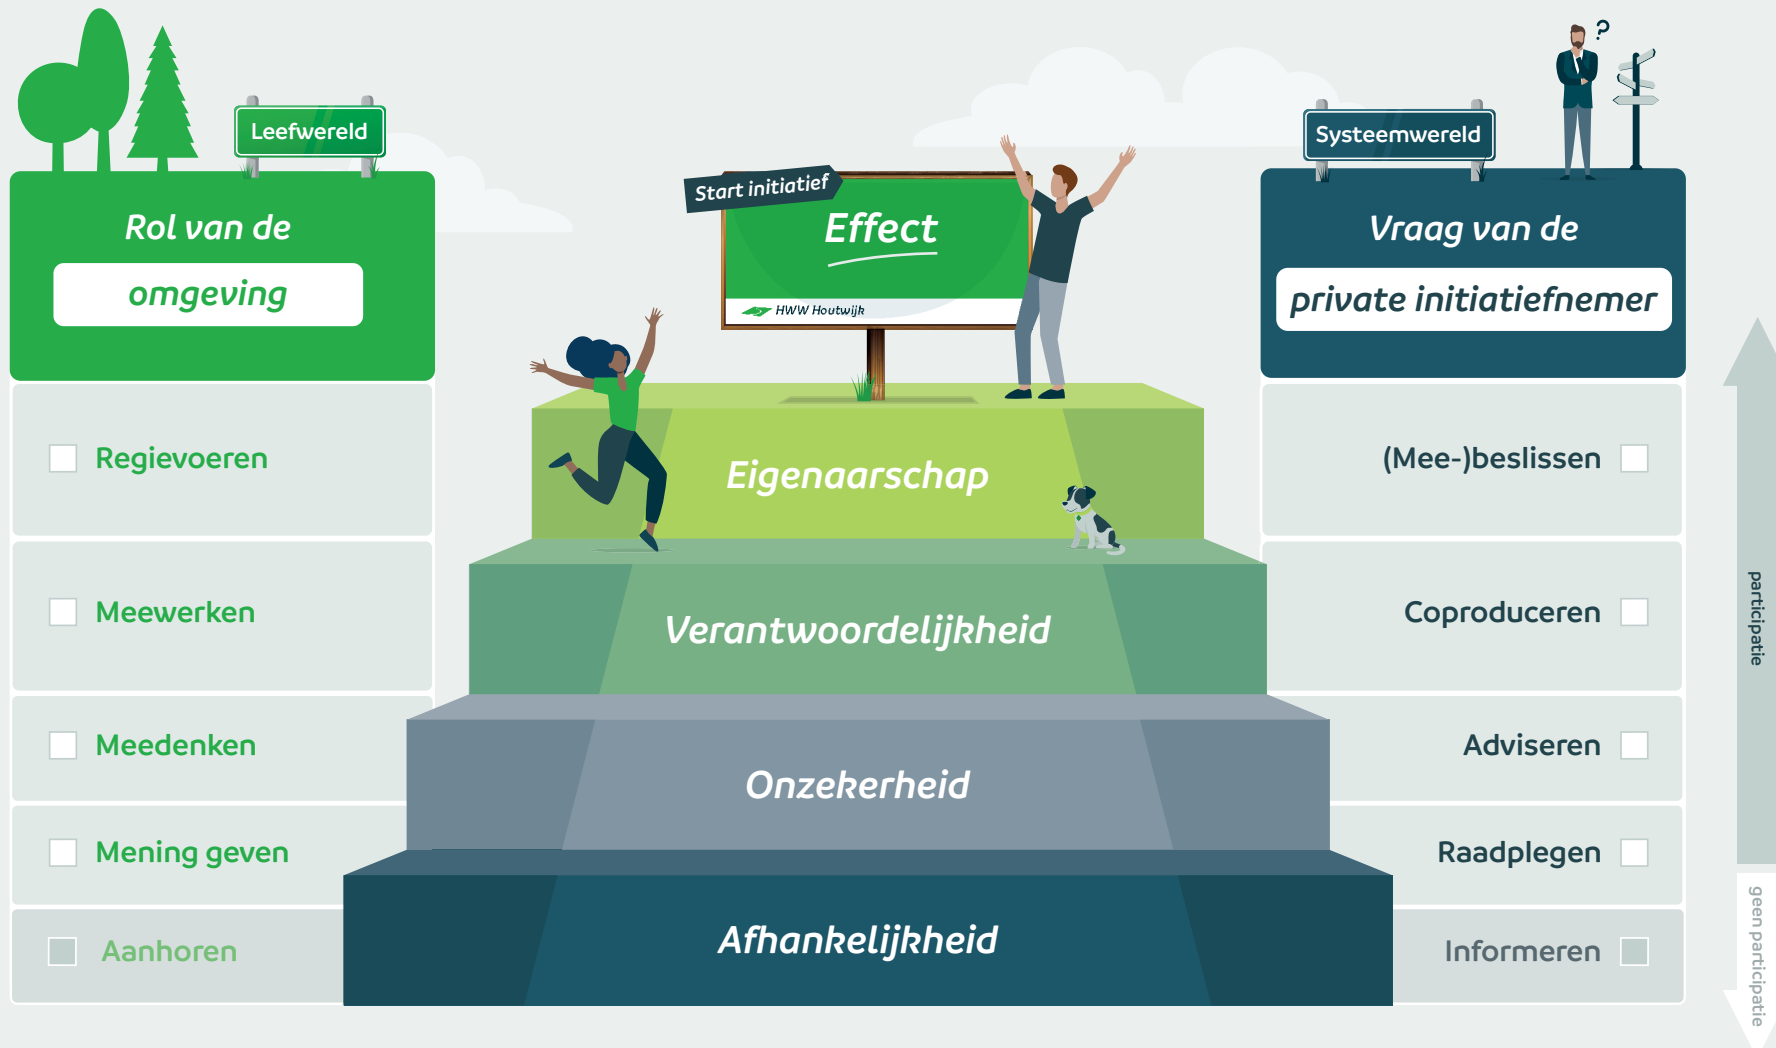 Leefwereld
Rol van de
omgeving
Regievoeren
Meewerken
Meedenken
Mening geven
Aanhoren
Start initiatief
Effect
HWW Houtwijk
Eigenaarschap
Verantwoordelijkheid
Onzekerheid
Afhankelijkheid
?
Systeemwereld
Vraag van de
private initiatiefnemer
(Mee-)beslissen
Coproduceren
Adviseren
Raadplegen
Informeren
participatie
geen participatie